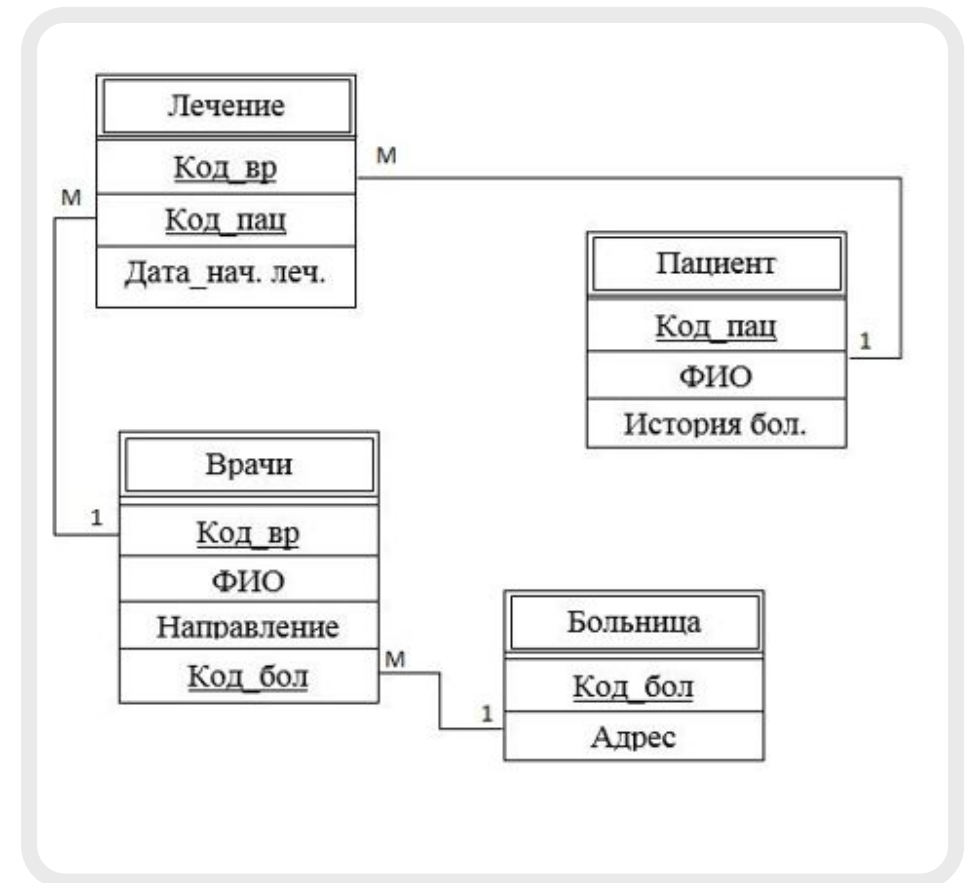 Лечение
Код_вр
Код_пац
Дата_нач. леч.
М
М
Пациент
Код_пац
ФИО
История бол.
1
Врачи
Код_вр
ФИО
Направление
Код_бол
1
М
Больница
Код_бол
Адрес
1